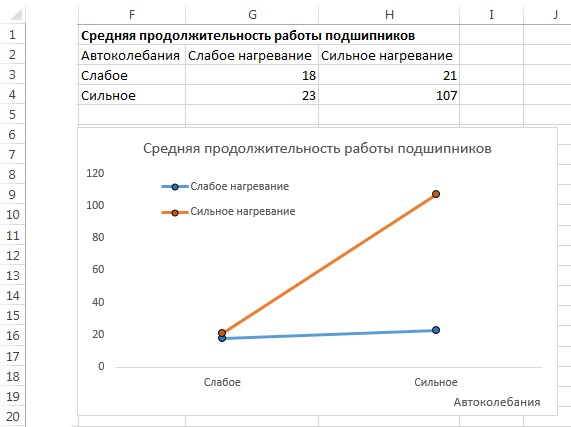 F G H I J
1 Средняя продолжительность работы подшипников
2 Автоколебания Слабое нагревание Сильное нагревание
3 Слабое 18 21
4 Сильное 23 107
5
6
7 Средняя продолжительность работы подшипников
8 120
9 Слабое нагревание
10 100 Сильное нагревание
11 80
12
13 60
14 40
15
16 20
17 0
18 Слабое Сильное
19 Автоколебания
20